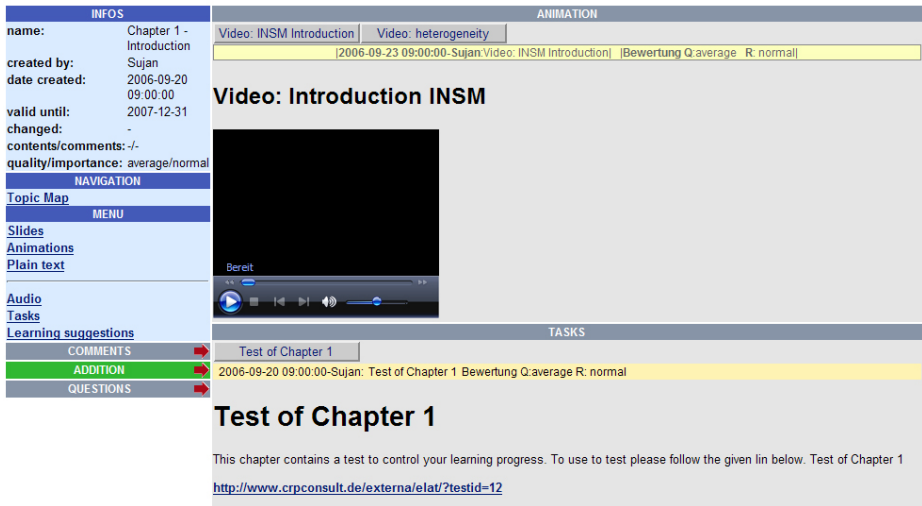 INFOS
name: Chapter 1 -
Introduction
created by: Sujan
date created: 2006-09-20
09:00:00
valid until: 2007-12-31
changed: -
contents/comments: -/-
quality/importance: average/normal
NAVIGATION
Topic Map
MENU
Slides
Animations
Plain text
Audio
Tasks
Learning suggestions
COMMENTS
ADDITION
QUESTIONS
ANIMATION
Video: INSM Introduction Video: heterogeneity
|2006-09-23 09:00:00-Sujan:Video: INSM Introduction| |Bewertung Q:average R: normal|
Video: Introduction INSM
Bereit
TASKS
Test of Chapter 1
2006-09-20 09:00:00-Sujan: Test of Chapter 1 Bewertung Q:average R: normal
Test of Chapter 1
This chapter contains a test to control your learning progress. To use to test please follow the given lin below. Test of Chapter 1
http://www.crpconsult.de/externa/elat/?testid=12